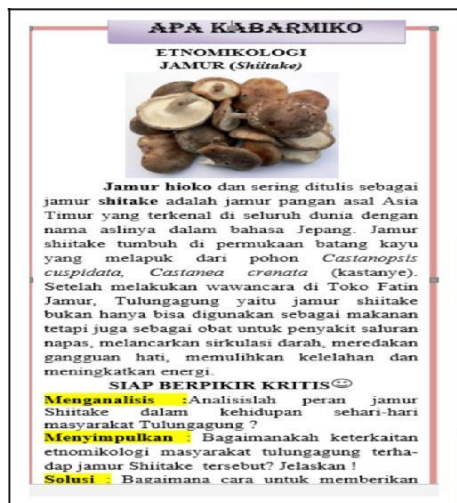 APA KABARMIKO
ETNOMIKOLOGI
JAMUR (Shiitake)
Jamur hioko dan sering ditulis sebagai
jamur shitake adalah jamur pangan asal Asia
Timur yang terkenal di seluruh dunia dengan
nama aslinya dalam bahasa Jepang. Jamur
shiitake tumbuh di permukaan batang kayu
yang melapuk dari pohon Castanopsis
cuspidata, Castanea crenata (kastanye).
Setelah melakukan wawancara di Toko Fatin
Jamur, Tulungagung yaitu jamur shiitake
bukan hanya bisa digunakan sebagai makanan
tetapi juga sebagai obat untuk penyakit saluran
napas, melancarkan sirkulasi darah, meredakan
gangguan hati, memulihkan kelelahan dan
meningkatkan energi.
SIAP BERPIKIR KRITIS☺
Menganalisis :Analisislah peran jamur
Shiitake dalam kehidupan sehari-hari
masyarakat Tulungagung ?
Menyimpulkan : Bagaimanakah keterkaitan
etnomikologi masyarakat tulungagung terha-
dap jamur Shiitake tersebut? Jelaskan !
Solusi : Bagaimana cara untuk memberikan